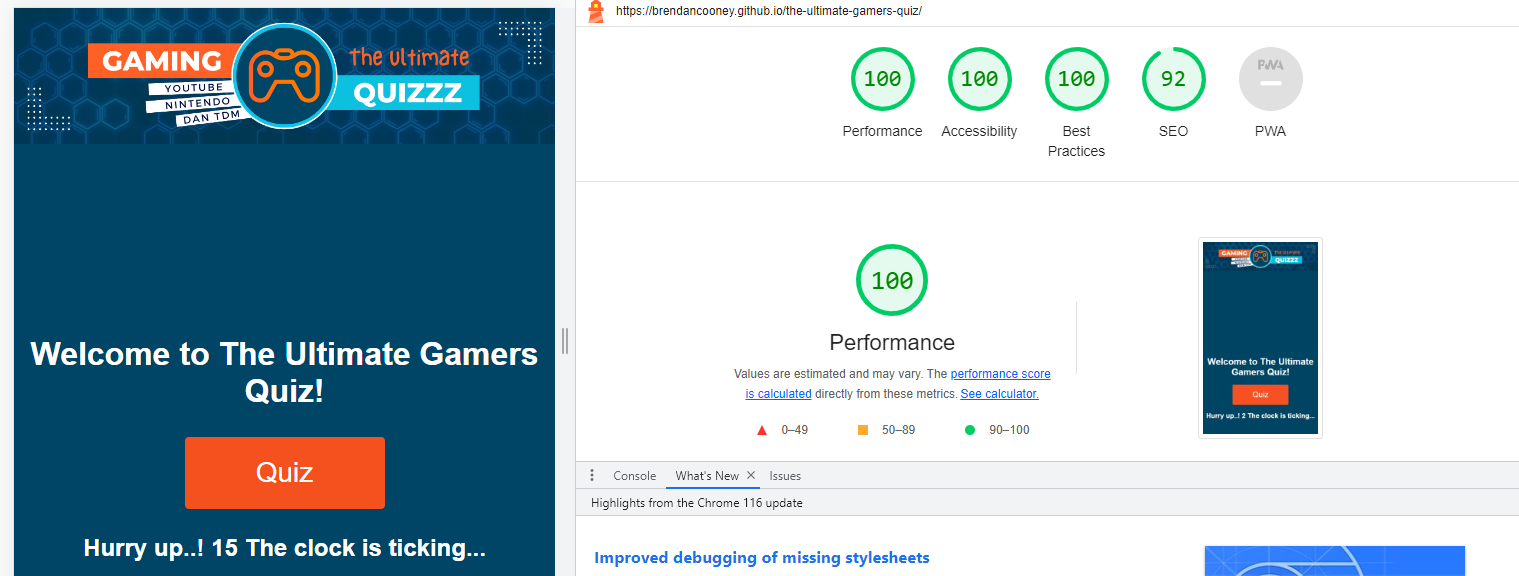 GAMING
YOUTUBE
NINTENDO
DAN TDM
The Ultimate
QUIZZZ
Welcome to The Ultimate Gamers
Quiz!
Quiz
Hurry up..! 15 The clock is ticking...
https://brendancooney.github.io/the-ultimate-gamers-quiz/
100
100
100
92
PWA
Performance
Accessibility
Best
Practices
SEO
PWA
100
Performance
Values are estimated and may vary. The performance score
is calculated directly from these metrics. See calculator.
0–49
50–89
90–100
GAMING
QUIZZZ
Welcome to The Ultimate
Gamers Quiz!
Quiz
Hurry up..! 2 The clock is ticking...
Console
What's New
Issues
Highlights from the Chrome 116 update
Improved debugging of missing stylesheets